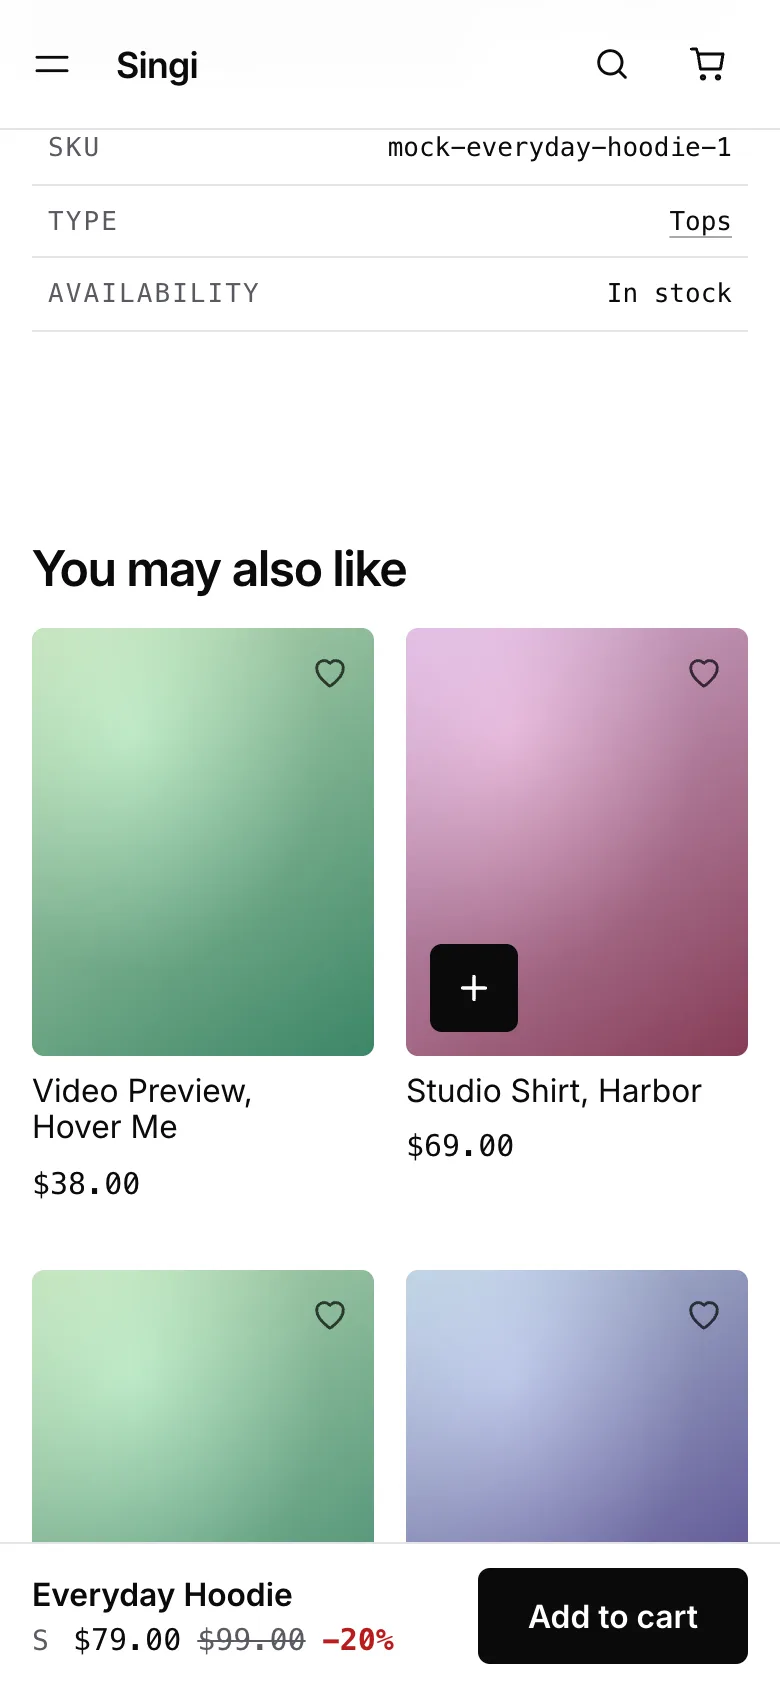 Singi
SKU mock-everyday-hoodie-1
TYPE Tops
AVAILABILITY In stock
You may also like
Video Preview,
Hover Me
$38.00
Studio Shirt, Harbor
$69.00
Everyday Hoodie
S $79.00 $99.00 -20%
Add to cart